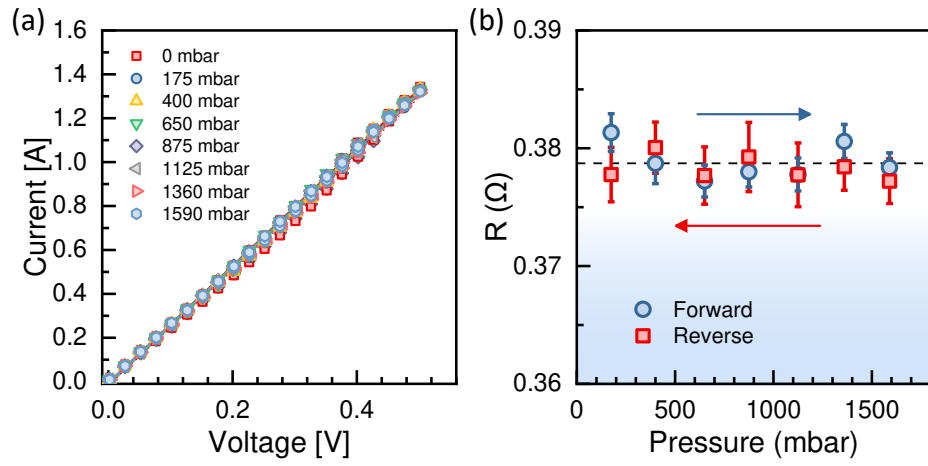 (a)
1.6
1.4
1.2
1.0
0.8
0.6
0.4
0.2
0.0
Current [A]
0 mbar
175 mbar
400 mbar
650 mbar
875 mbar
1125 mbar
1360 mbar
1590 mbar
0.0 0.2 0.4
Voltage [V]
(b)
0.39
0.38
0.37
0.36
R (Ω)
Forward
Reverse
0 500 1000 1500
Pressure (mbar)